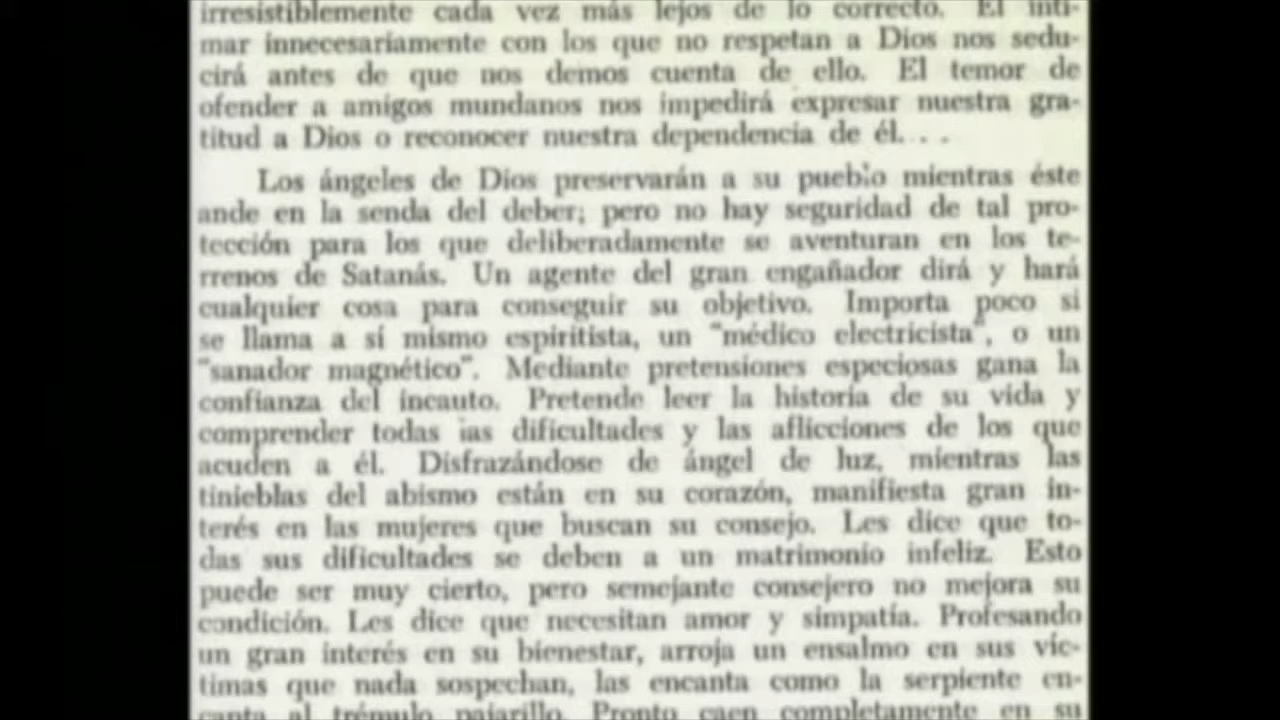 irresistiblemente cada vez más lejos de lo correcto. El inti-
mar innecesariamente con los que no respetan a Dios nos sedu-
cirá antes de que nos demos cuenta de ello. El temor de
ofender a amigos mundanos nos impedirá expresar nuestra gra-
titud a Dios o reconocer nuestra dependencia de él. . .
Los ángeles de Dios preservarán a su pueblo mientras éste
ande en la senda del deber; pero no hay seguridad de tal pro-
tección para los que deliberadamente se aventuran en los te-
rrenos de Satanás. Un agente del gran engañador dirá y hará
cualquier cosa para conseguir su objetivo. Importa poco si
se llama a sí mismo espiritista, un "médico electricista", o un
"sanador magnético". Mediante pretensiones especiosas gana la
confianza del incauto. Pretende leer la historia de su vida y
comprender todas las dificultades y las aflicciones de los que
acuden a él. Disfrazándose de ángel de luz, mientras las
tinieblas del abismo están en su corazón, manifiesta gran in-
terés en las mujeres que buscan su consejo. Les dice que to-
das sus dificultades se deben a un matrimonio infeliz. Esto
puede ser muy cierto, pero semejante consejero no mejora su
condición. Les dice que necesitan amor y simpatía. Profesando
un gran interés en su bienestar, arroja un ensalmo en sus víc-
timas que nada sospechan, las encanta como la serpiente en-
canta al trémulo pajarillo. Pronto caen completamente en su